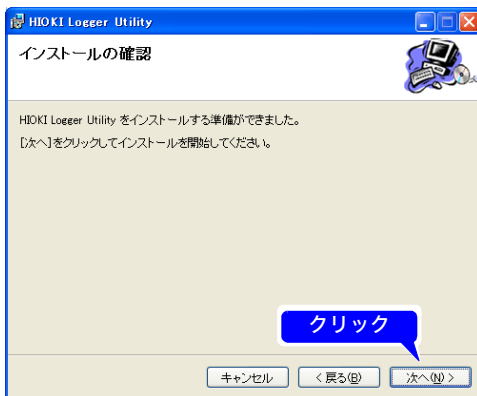 HIOKI Logger Utility
インストールの確認
HIOKI Logger Utility をインストールする準備ができました。
[次へ]をクリックしてインストールを開始してください。
クリック
キャンセル
< 戻る(B)
次へ(N) >